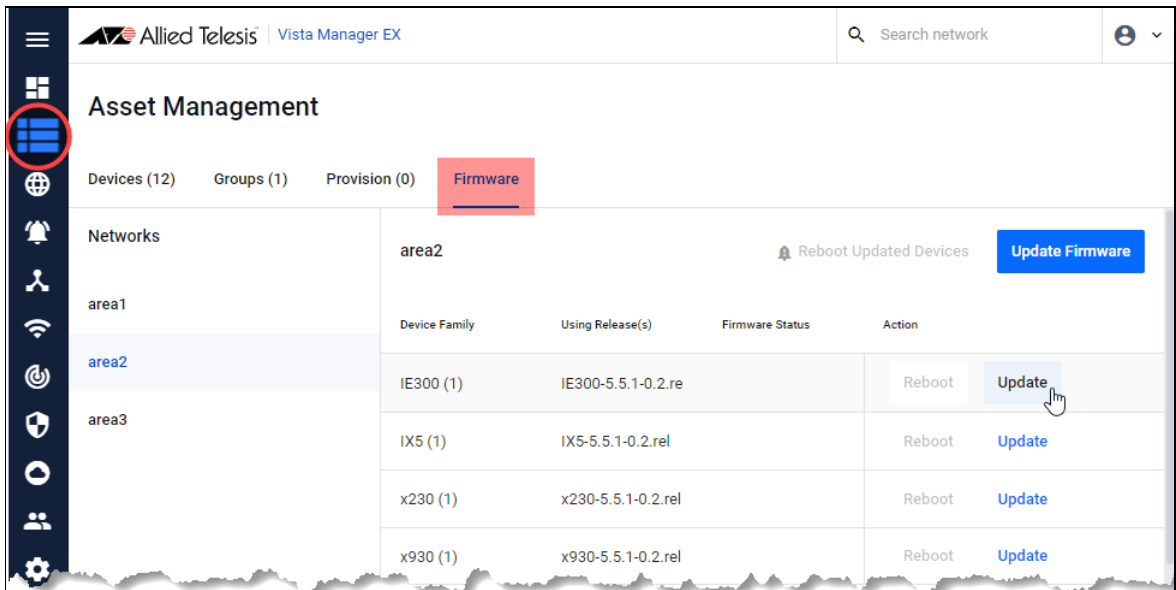 Allied Telesis Vista Manager EX Search network
Asset Management
Devices (12) Groups (1) Provision (0) Firmware
Networks
area1
area2
area3
area2 Reboot Updated Devices Update Firmware
Device Family Using Release(s) Firmware Status Action
IE300 (1) IE300-5.5.1-0.2.re Reboot Update
IX5 (1) IX5-5.5.1-0.2.rel Reboot Update
x230 (1) x230-5.5.1-0.2.rel Reboot Update
x930 (1) x930-5.5.1-0.2.rel Reboot Update